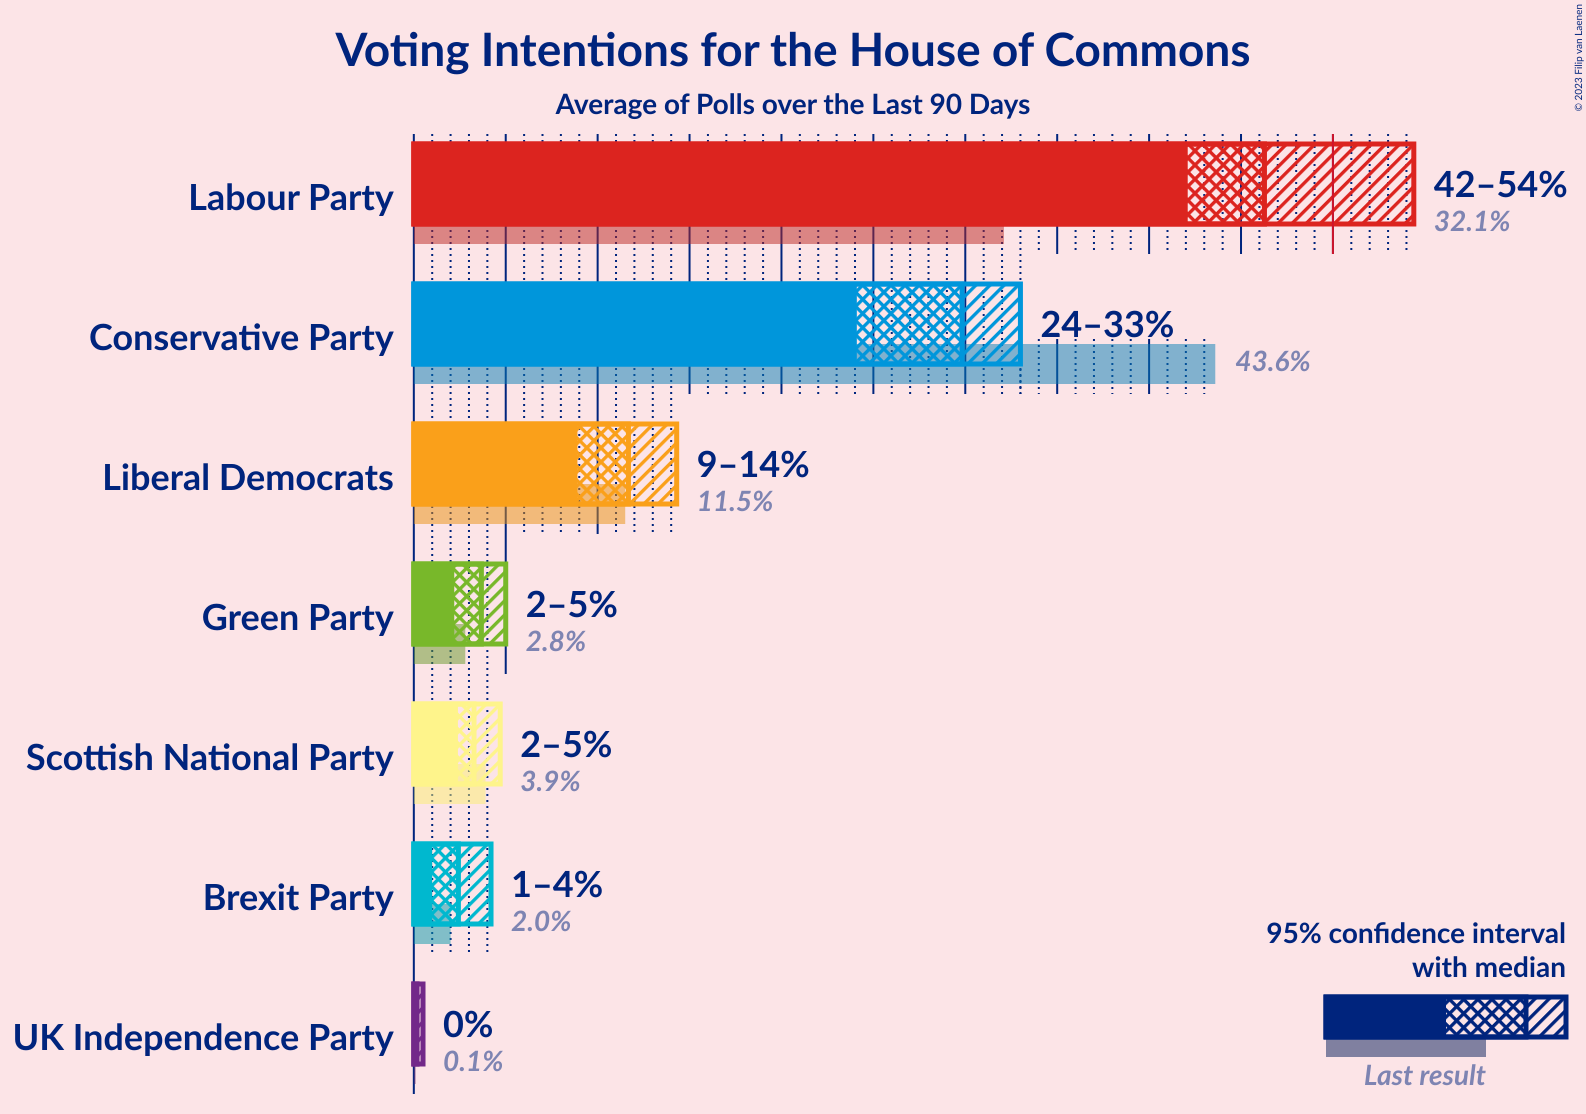 Voting Intentions for the House of Commons
Average of Polls over the Last 90 Days
© 2023 Filip van Laenen
Labour Party
42–54%
32.1%
Conservative Party
24–33%
43.6%
Liberal Democrats
9–14%
11.5%
Green Party
2–5%
2.8%
Scottish National Party
2–5%
3.9%
Brexit Party
1–4%
2.0%
UK Independence Party
0%
0.1%
95% confidence interval
with median
Last result